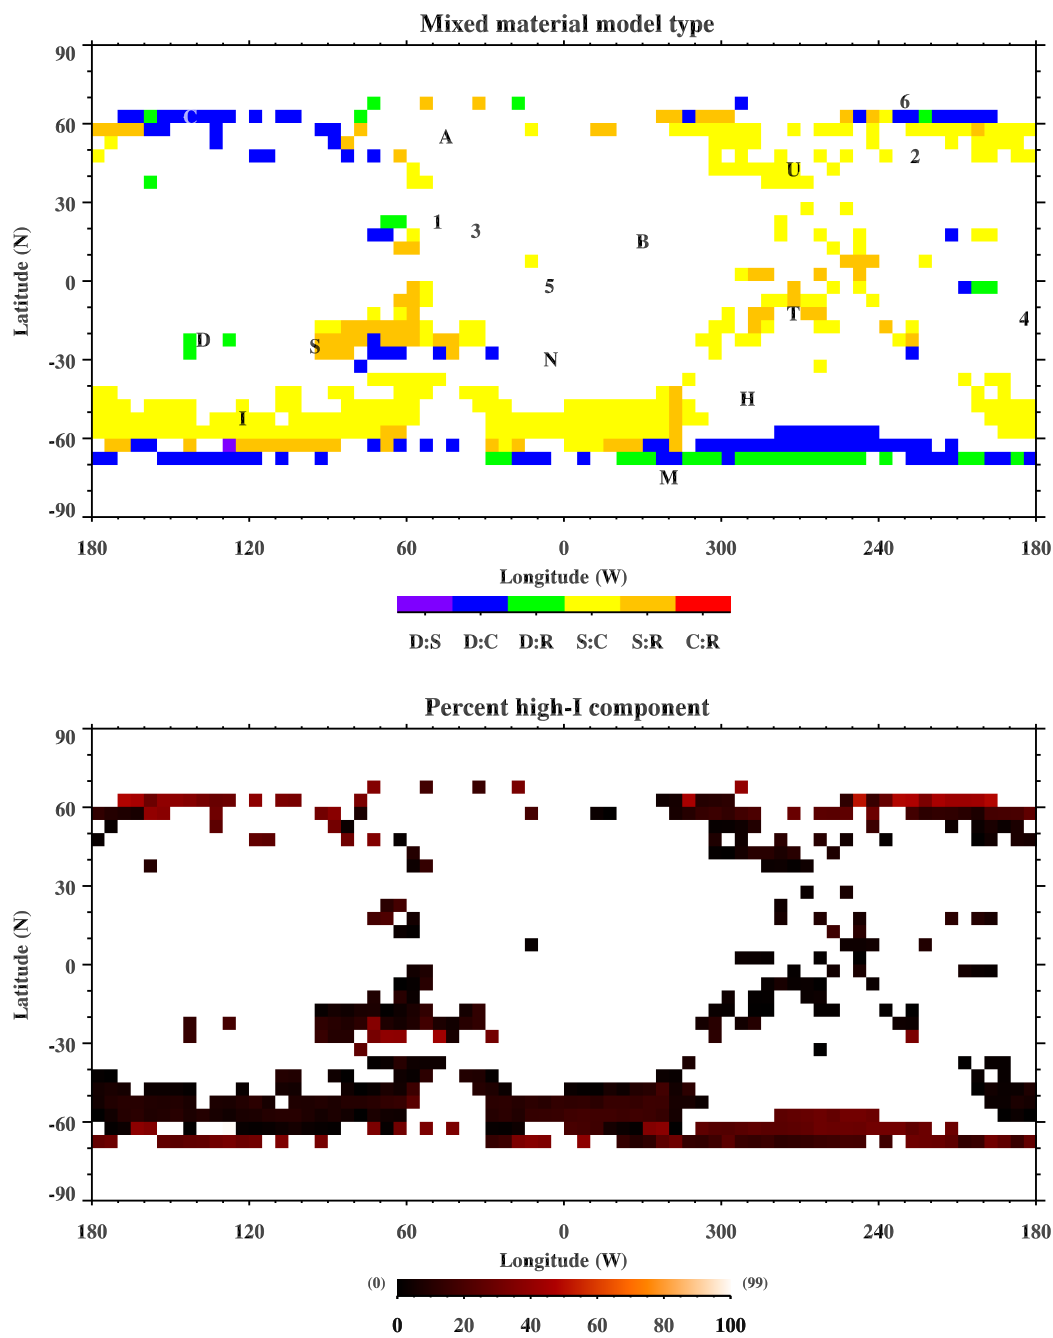 Mixed material model type
90
60
30
0
-30
-60
-90
Latitude (N)
C
6
A
2
U
1
3
B
5
4
D
S
T
N
H
I
M
180 120 60 0 300 240 180
Longitude (W)
D:S D:C D:R S:C S:R C:R
Percent high-I component
90
60
30
0
-30
-60
-90
Latitude (N)
180 120 60 0 300 240 180
Longitude (W)
(0) (99)
0 20 40 60 80 100